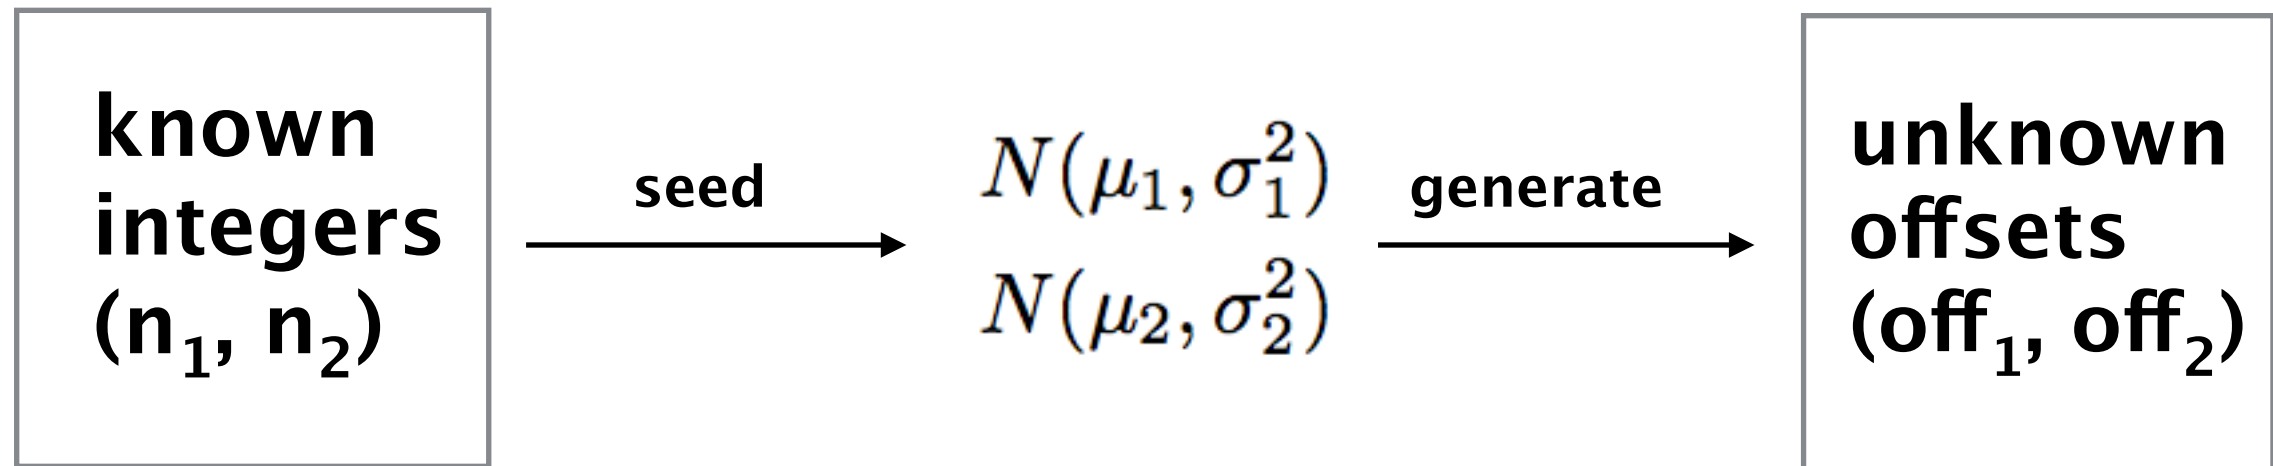 known
integers
(n₁, n₂)
seed
N(μ₁, σ₁²)
N(μ₂, σ₂²)
generate
unknown
offsets
(off₁, off₂)